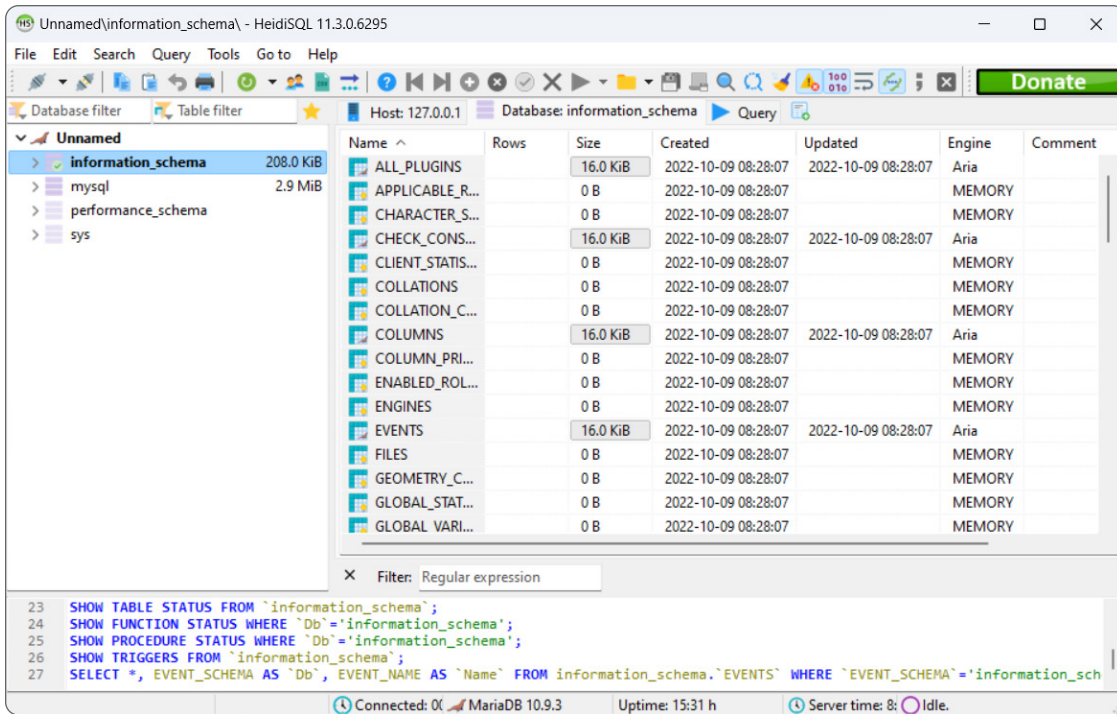 Unnamed\information_schema\ - HeidiSQL 11.3.0.6295
File Edit Search Query Tools Go to Help
Donate
Database filter Table filter
Host: 127.0.0.1 Database: information_schema Query
Unnamed
information_schema 208.0 KiB
mysql 2.9 MiB
performance_schema
sys
Name Rows Size Created Updated Engine Comment
ALL_PLUGINS 16.0 KiB 2022-10-09 08:28:07 2022-10-09 08:28:07 Aria
APPLICABLE_R... 0 B 2022-10-09 08:28:07 MEMORY
CHARACTER_S... 0 B 2022-10-09 08:28:07 MEMORY
CHECK_CONS... 16.0 KiB 2022-10-09 08:28:07 2022-10-09 08:28:07 Aria
CLIENT_STATIS... 0 B 2022-10-09 08:28:07 MEMORY
COLLATIONS 0 B 2022-10-09 08:28:07 MEMORY
COLLATION_C... 0 B 2022-10-09 08:28:07 MEMORY
COLUMNS 16.0 KiB 2022-10-09 08:28:07 2022-10-09 08:28:07 Aria
COLUMN_PRI... 0 B 2022-10-09 08:28:07 MEMORY
ENABLED_ROL... 0 B 2022-10-09 08:28:07 MEMORY
ENGINES 0 B 2022-10-09 08:28:07 MEMORY
EVENTS 16.0 KiB 2022-10-09 08:28:07 2022-10-09 08:28:07 Aria
FILES 0 B 2022-10-09 08:28:07 MEMORY
GEOMETRY_C... 0 B 2022-10-09 08:28:07 MEMORY
GLOBAL_STAT... 0 B 2022-10-09 08:28:07 MEMORY
GLOBAL_VARI... 0 B 2022-10-09 08:28:07 MEMORY
Filter: Regular expression
23 SHOW TABLE STATUS FROM `information_schema`;
24 SHOW FUNCTION STATUS WHERE `Db`='information_schema';
25 SHOW PROCEDURE STATUS WHERE `Db`='information_schema';
26 SHOW TRIGGERS FROM `information_schema`;
27 SELECT *, EVENT_SCHEMA AS `Db`, EVENT_NAME AS `Name` FROM information_schema.`EVENTS` WHERE `EVENT_SCHEMA`='information_sch
Connected: 0( MariaDB 10.9.3 Uptime: 15:31 h Server time: 8: Idle.